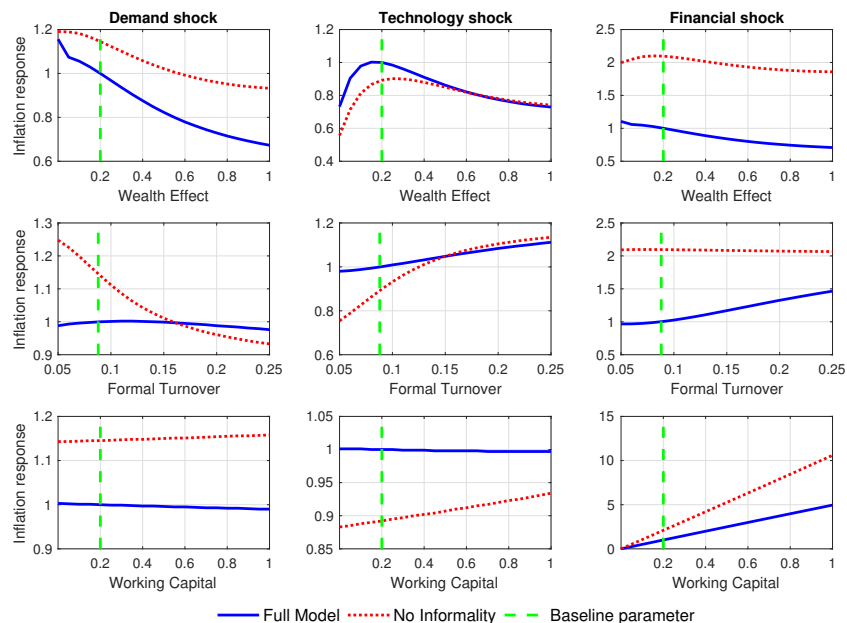 Demand shock
Technology shock
Financial shock
Inflation response
1.2
1
0.8
0.6
0.2 0.4 0.6 0.8 1
Wealth Effect
1.2
1
0.8
0.6
0.4
0.2 0.4 0.6 0.8 1
Wealth Effect
2.5
2
1.5
1
0.5
0.2 0.4 0.6 0.8 1
Wealth Effect
Inflation response
1.3
1.2
1.1
1
0.9
0.05 0.1 0.15 0.2 0.25
Formal Turnover
1.2
1
0.8
0.6
0.05 0.1 0.15 0.2 0.25
Formal Turnover
2.5
2
1.5
1
0.5
0.05 0.1 0.15 0.2 0.25
Formal Turnover
Inflation response
1.2
1.1
1
0.9
0.2 0.4 0.6 0.8 1
Working Capital
1.05
1
0.95
0.9
0.85
0.2 0.4 0.6 0.8 1
Working Capital
15
10
5
0
0.2 0.4 0.6 0.8 1
Working Capital
Full Model No Informality Baseline parameter